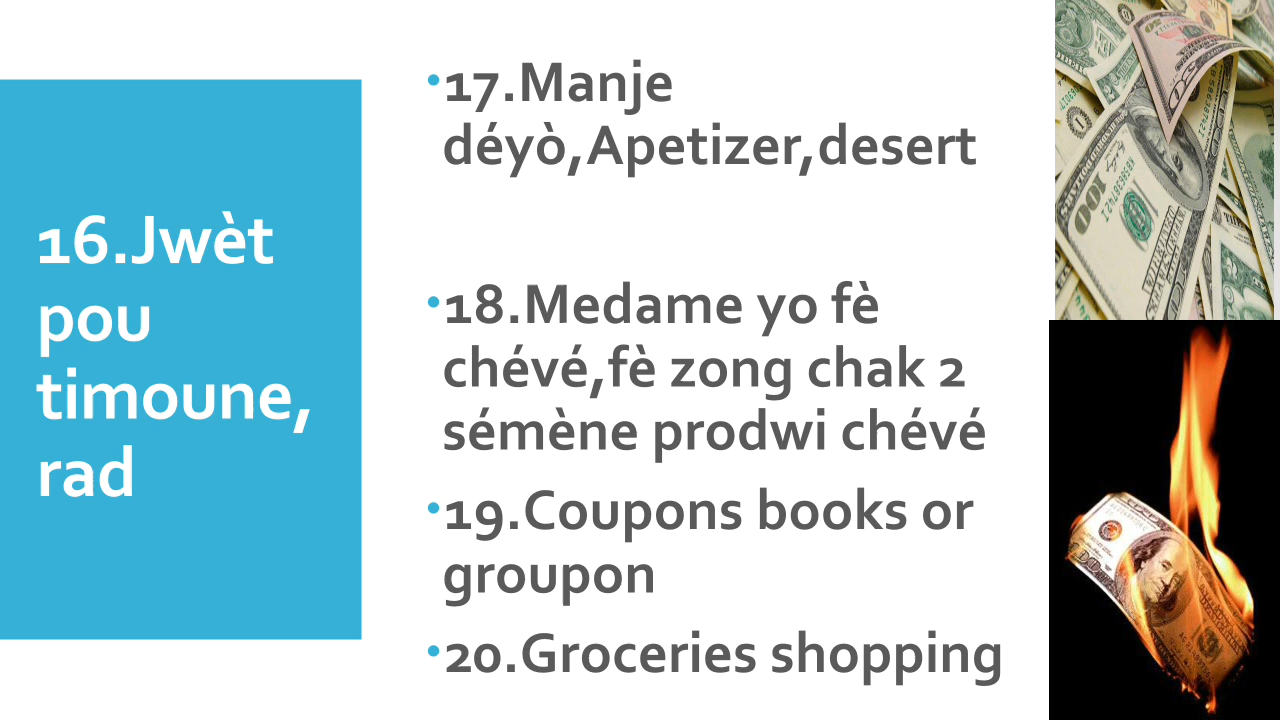 16.Jwèt
pou
timoune,
rad
17.Manje
déyò,Apetizer,desert
18.Medame yo fè
chévé,fè zong chak 2
sémène prodwi chévé
19.Coupons books or
groupon
20.Groceries shopping